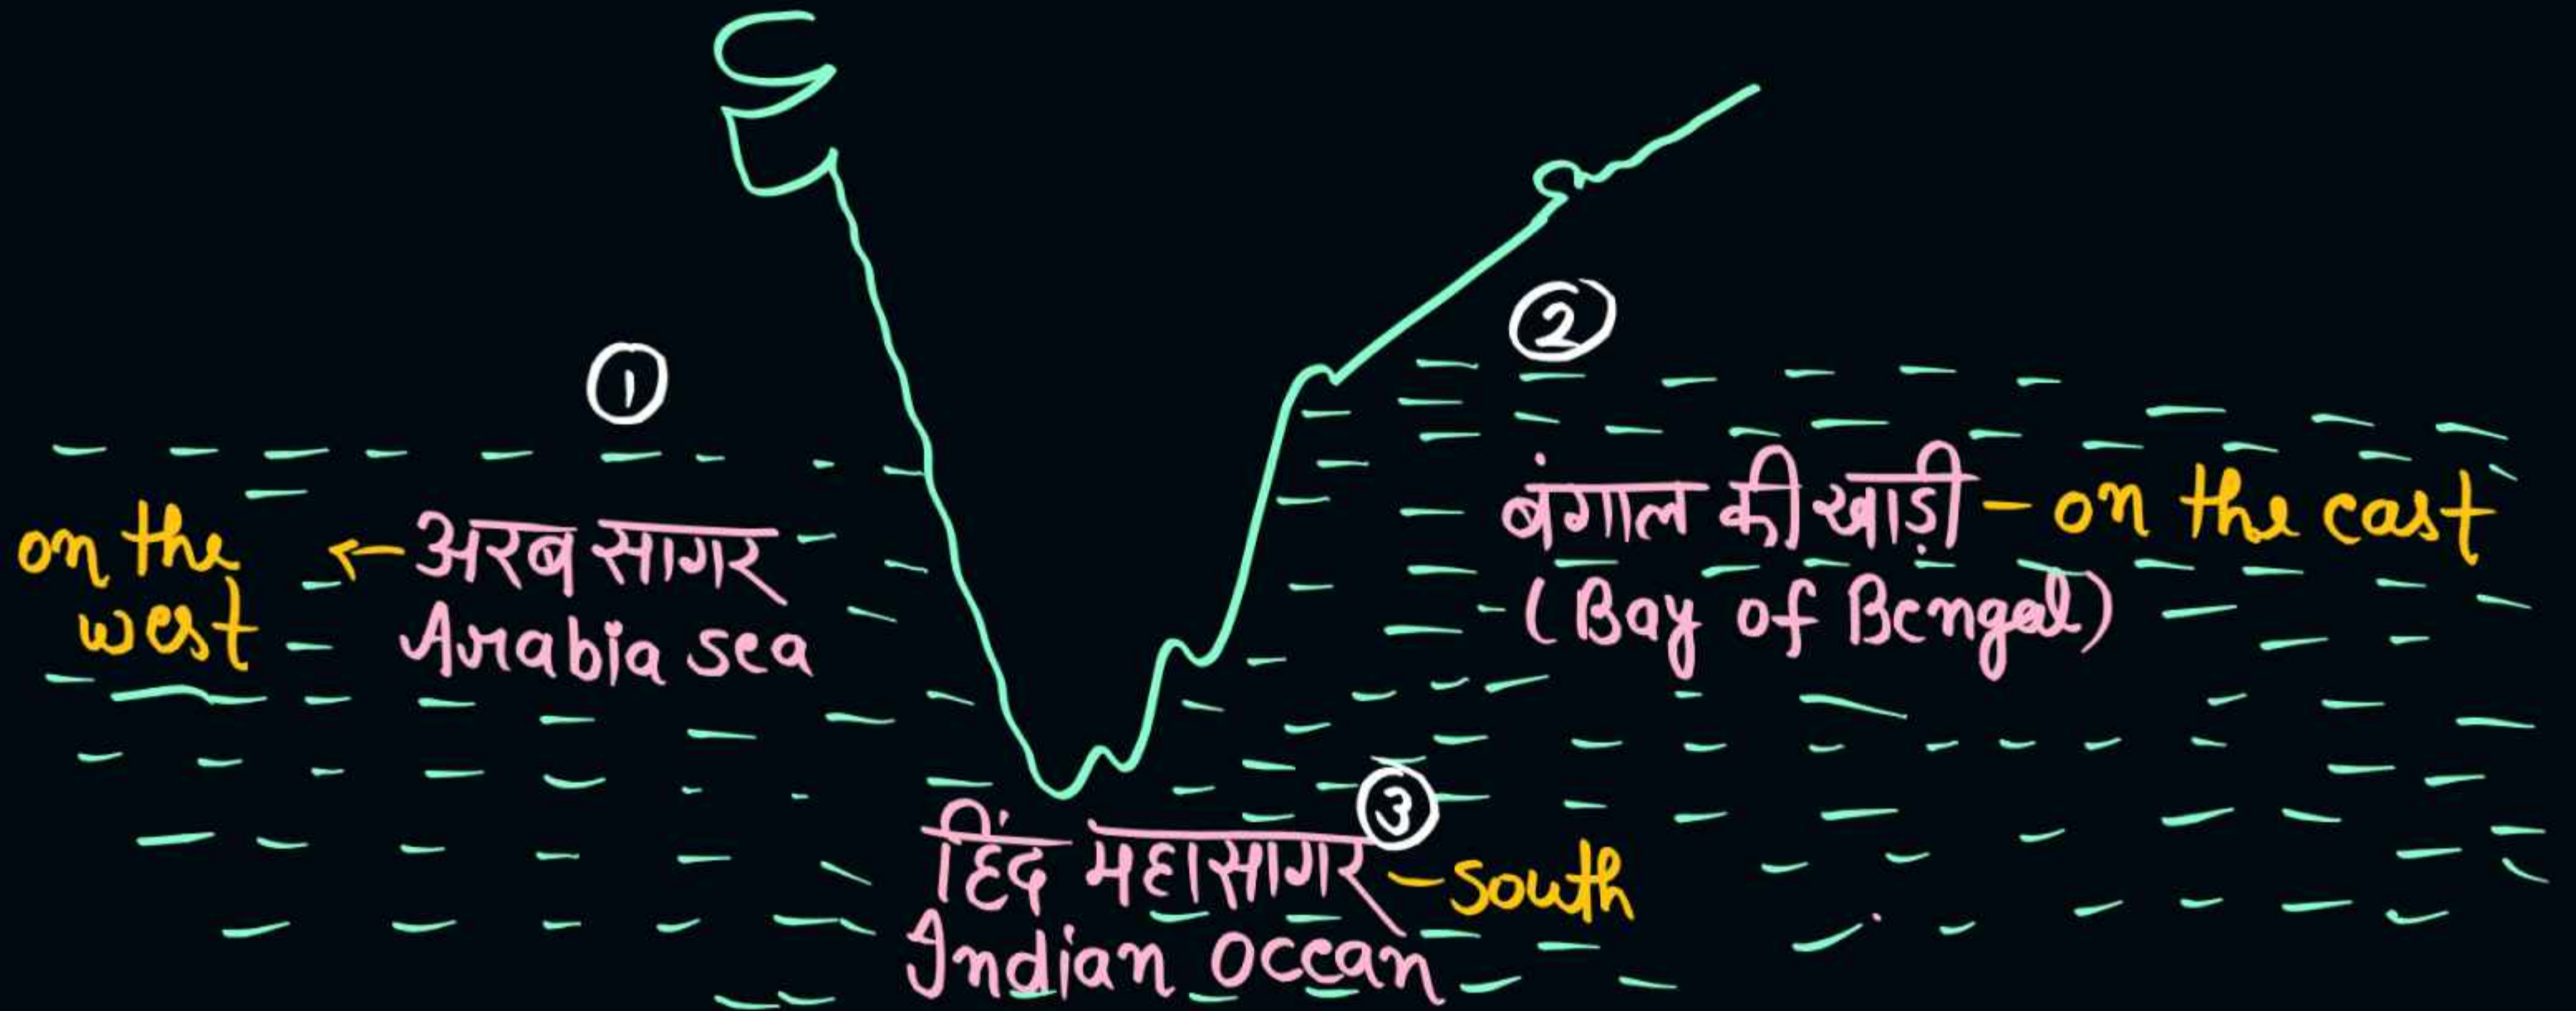 ①
on the
west
← अरब सागर
Arabia sea
②
बंगाल की खाड़ी – on the east
(Bay of Bengal)
③
हिंद महासागर – south
Indian Ocean